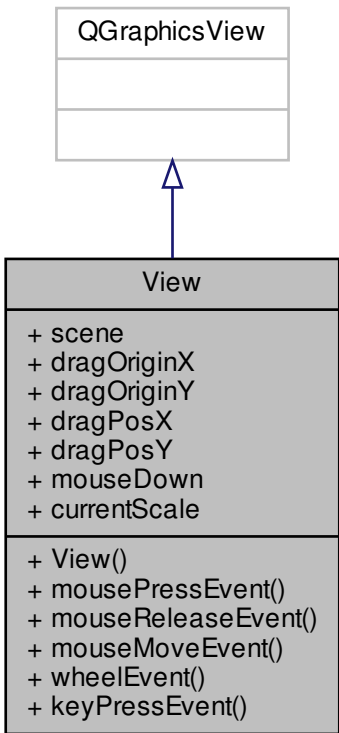 QGraphicsView
View
+ scene
+ dragOriginX
+ dragOriginY
+ dragPosX
+ dragPosY
+ mouseDown
+ currentScale
+ View()
+ mousePressEvent()
+ mouseReleaseEvent()
+ mouseMoveEvent()
+ wheelEvent()
+ keyPressEvent()